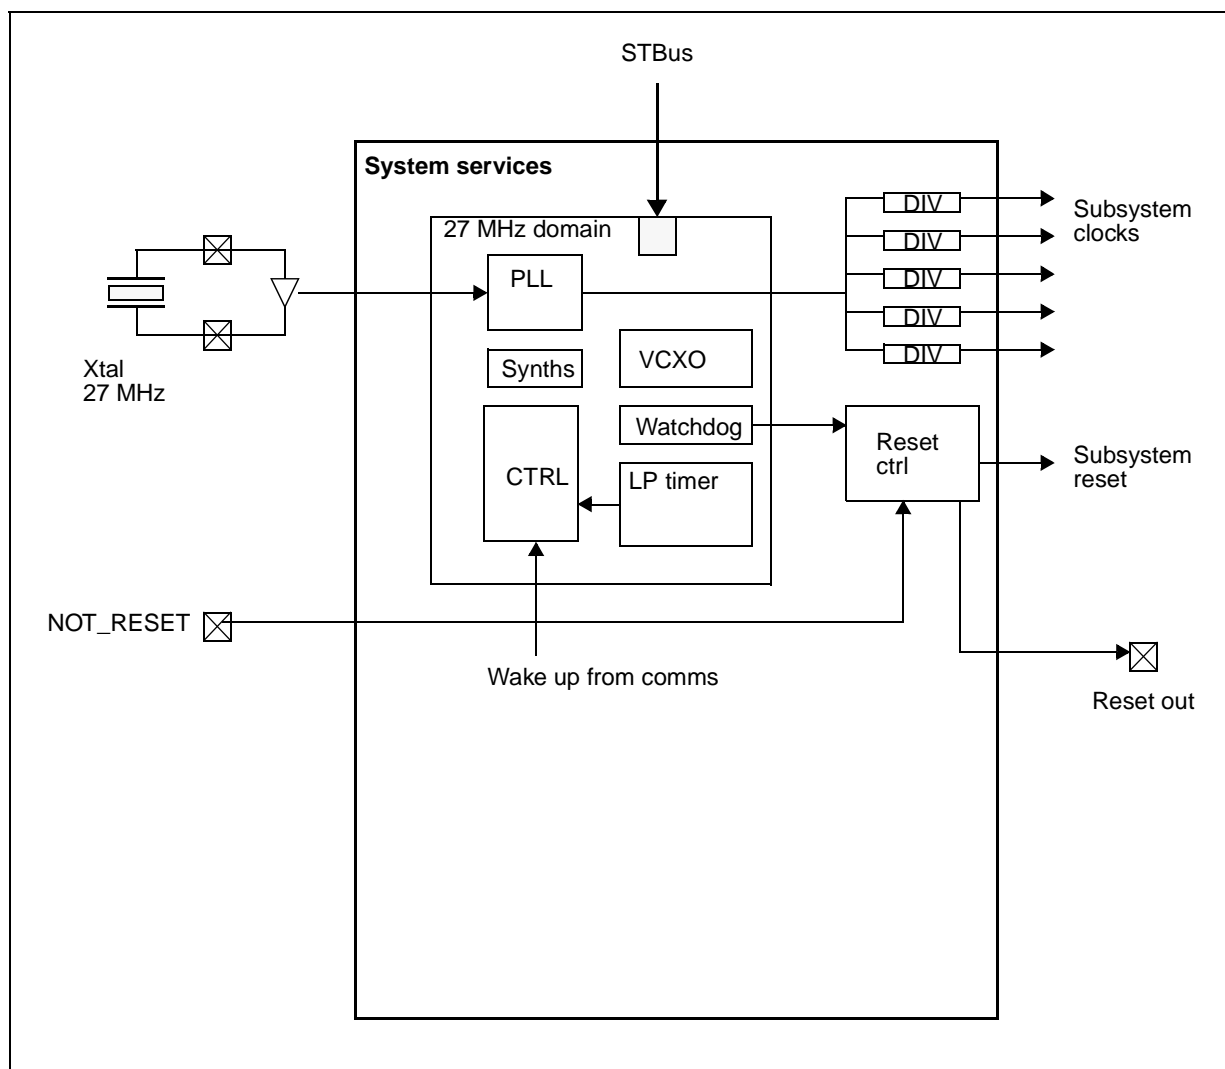 STBus
System services
27 MHz domain
DIV
Subsystem
clocks
DIV
PLL
DIV
DIV
DIV
Xtal
27 MHz
Synths
VCXO
Watchdog
Reset
ctrl
Subsystem
reset
CTRL
LP timer
NOT_RESET
Wake up from comms
Reset out